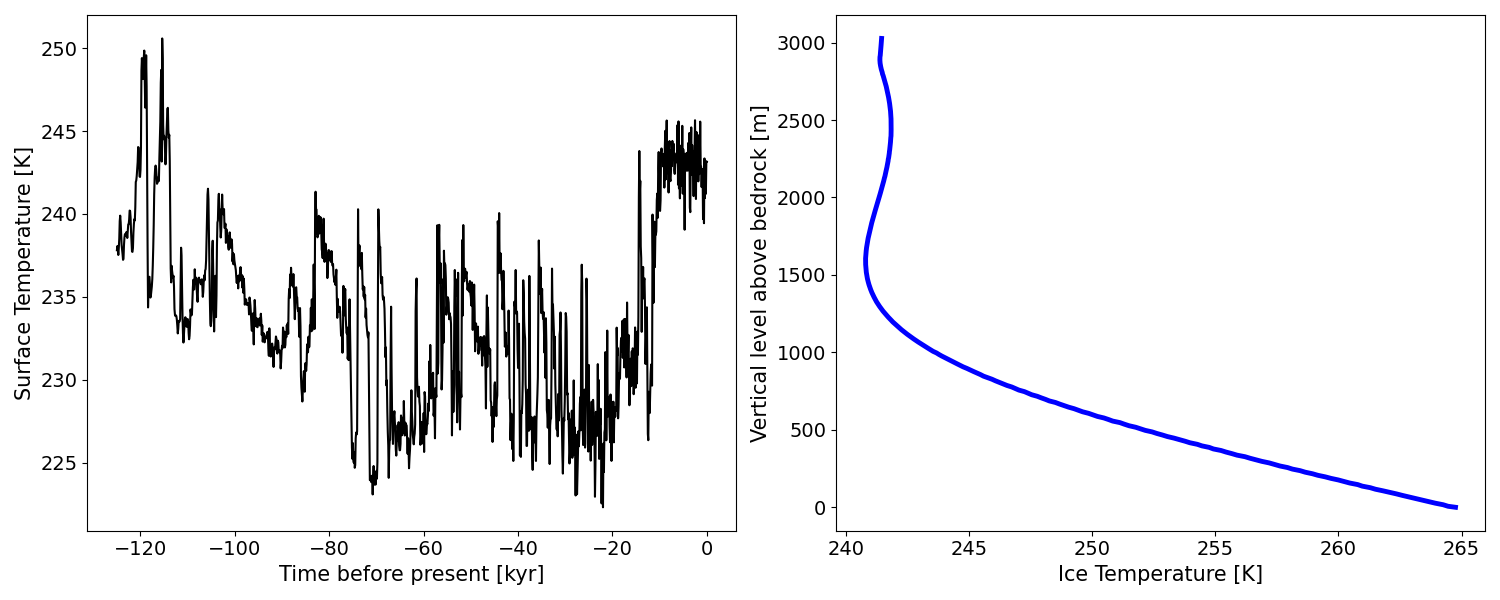 250
245
240
235
230
225
Surface Temperature [K]
−120 −100 −80 −60 −40 −20 0
Time before present [kyr]
3000
2500
2000
1500
1000
500
0
Vertical level above bedrock [m]
240 245 250 255 260 265
Ice Temperature [K]